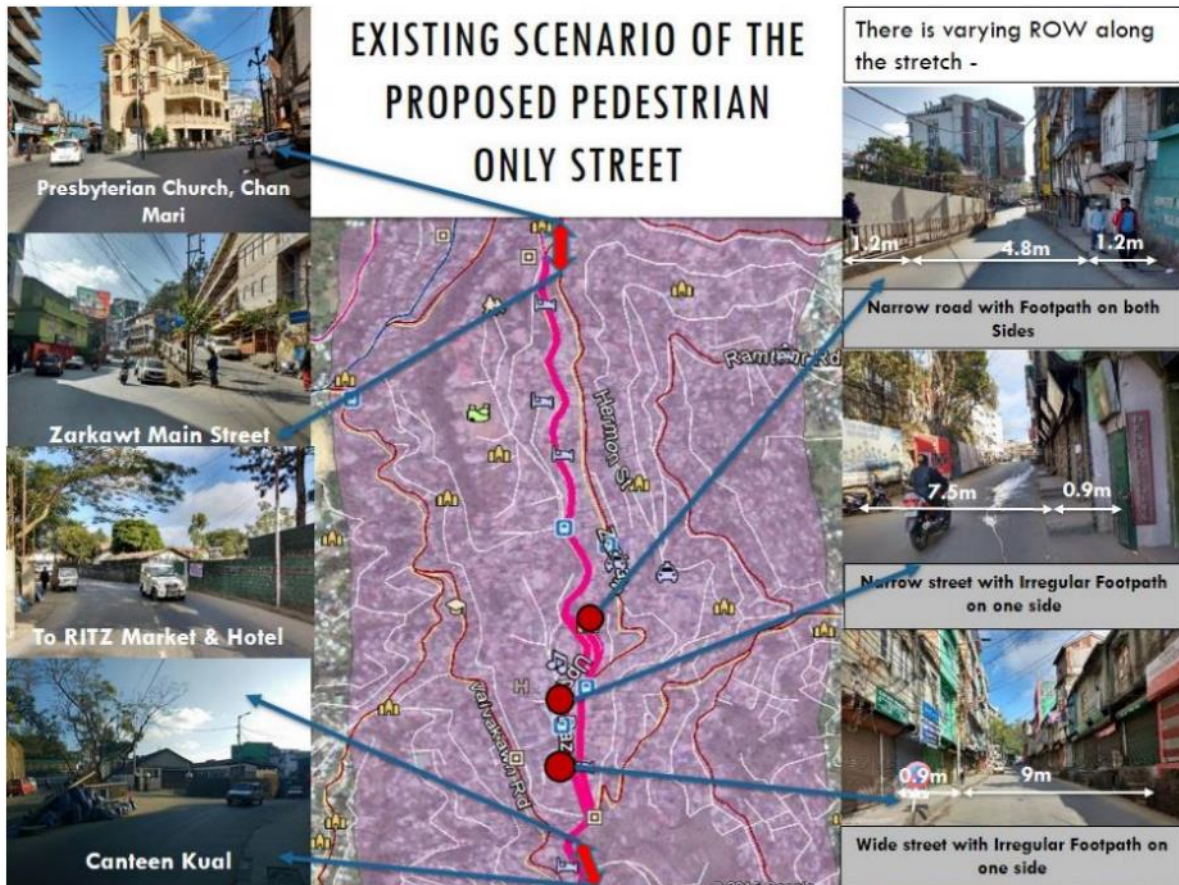 EXISTING SCENARIO OF THE
PROPOSED PEDESTRIAN
ONLY STREET
Presbyterian Church, Chan
Mari
Zarkawt Main Street
To RITZ Market & Hotel
Canteen Kual
There is varying ROW along
the stretch -
1.2m
4.8m
1.2m
Narrow road with Footpath on both
Sides
7.5m
0.9m
Narrow street with Irregular Footpath
on one side
0.9m
9m
Wide street with Irregular Footpath on
one side
Hermon St
Vaivakawn Rd
H